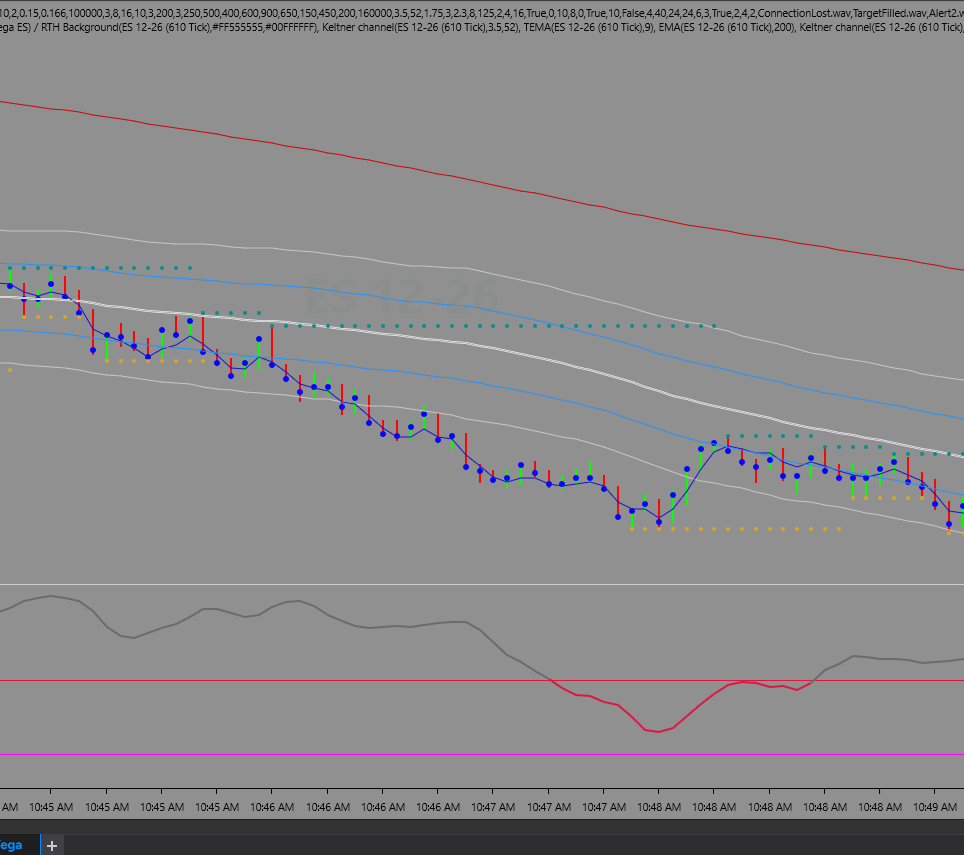 10,2,0.15,0.166,100000,3,8,16,10,3,200,3,250,500,400,600,900,650,150,450,200,160000,3.5,52,1.75,3,2.3,8,125,2,4,16,True,0,10,8,0,True,10,False,4,40,24,24,6,3,True,2,4,2,ConnectionLost.wav,TargetFilled.wav,Alert2.w
ega ES) / RTH Background(ES 12-26 (610 Tick),#FF555555,#00FFFFFF), Keltner channel(ES 12-26 (610 Tick),3.5,52), TEMA(ES 12-26 (610 Tick),9), EMA(ES 12-26 (610 Tick),200), Keltner channel(ES 12-26 (610 Tick),
ES 12-26
AM 10:45 AM 10:45 AM 10:45 AM 10:45 AM 10:46 AM 10:46 AM 10:46 AM 10:46 AM 10:47 AM 10:47 AM 10:47 AM 10:48 AM 10:48 AM 10:48 AM 10:48 AM 10:48 AM 10:49 AM
ega +